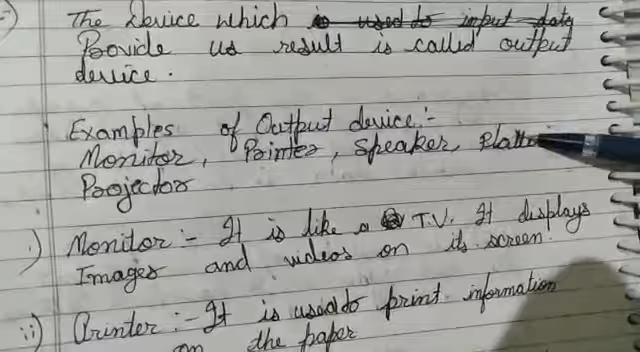 The Device which is used to input data
Provide us result is called output
device.
Examples of Output device:-
Monitor, Printer, Speaker,
Projector
i) Monitor:- It is like a T.V. It displays
Images and videos on its screen.
ii) Printer:- It is used to print information
on the paper